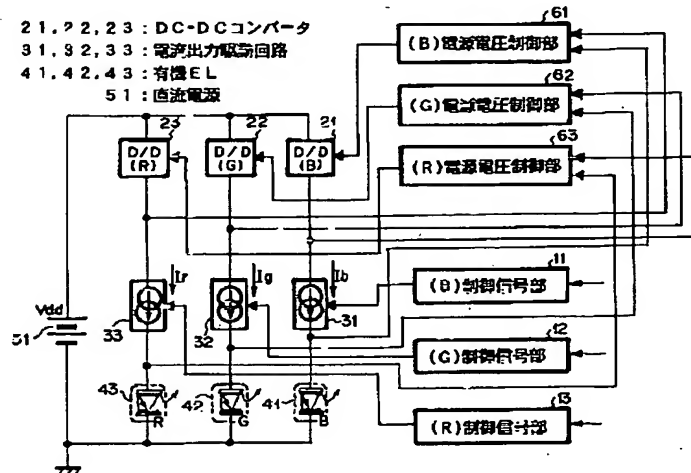 21,22,23:DC-DCコンバータ
31,32,33:電流出力駆動回路
41,42,43:有機EL
51:直流電源
61
(B)電源電圧制御部
62
(G)電源電圧制御部
63
(R)電源電圧制御部
23
22
21
D/D
(R)
D/D
(G)
D/D
(B)
Ir
Ig
Ib
33
32
31
11
(B)制御信号部
12
(G)制御信号部
13
(R)制御信号部
Vdd
51
43
42
41
R
G
B